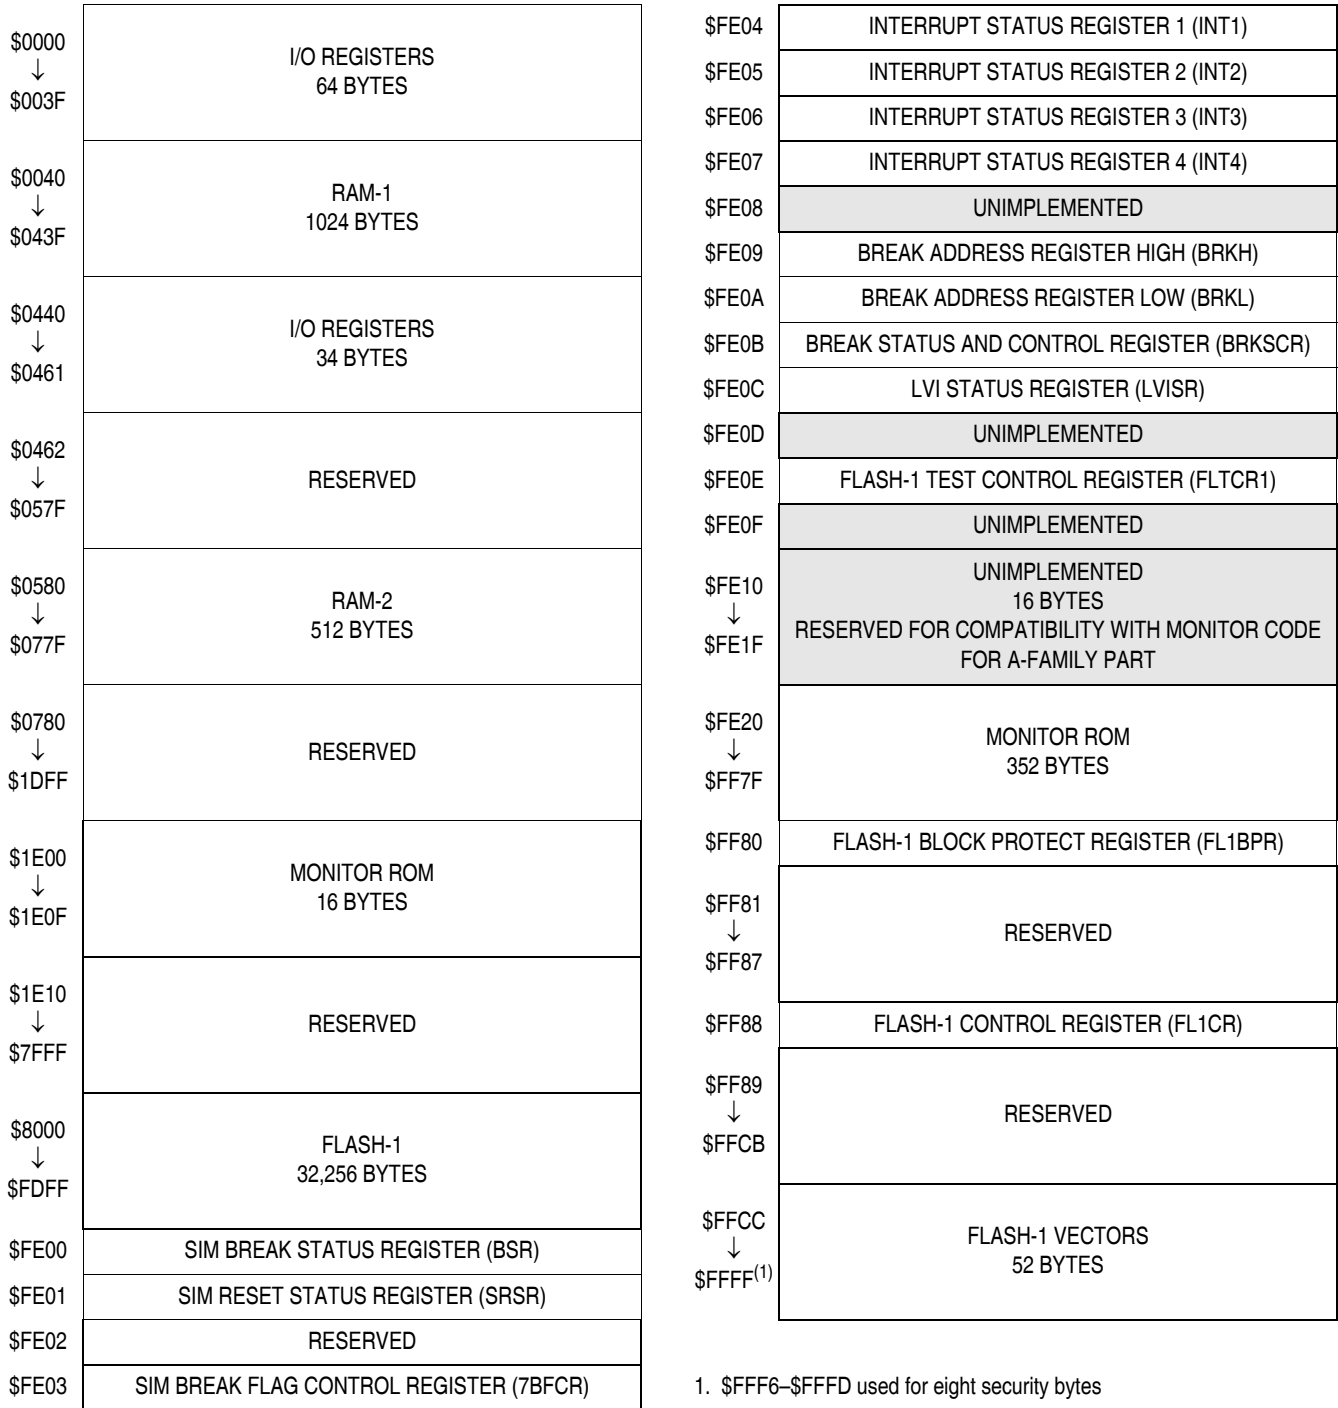 $0000
↓
$003F
I/O REGISTERS
64 BYTES
$0040
↓
$043F
RAM-1
1024 BYTES
$0440
↓
$0461
I/O REGISTERS
34 BYTES
$0462
↓
$057F
RESERVED
$0580
↓
$077F
RAM-2
512 BYTES
$0780
↓
$1DFF
RESERVED
$1E00
↓
$1E0F
MONITOR ROM
16 BYTES
$1E10
↓
$7FFF
RESERVED
$8000
↓
$FDFF
FLASH-1
32,256 BYTES
$FE00 SIM BREAK STATUS REGISTER (BSR)
$FE01 SIM RESET STATUS REGISTER (SRSR)
$FE02 RESERVED
$FE03 SIM BREAK FLAG CONTROL REGISTER (7BFCR)
$FE04 INTERRUPT STATUS REGISTER 1 (INT1)
$FE05 INTERRUPT STATUS REGISTER 2 (INT2)
$FE06 INTERRUPT STATUS REGISTER 3 (INT3)
$FE07 INTERRUPT STATUS REGISTER 4 (INT4)
$FE08 UNIMPLEMENTED
$FE09 BREAK ADDRESS REGISTER HIGH (BRKH)
$FE0A BREAK ADDRESS REGISTER LOW (BRKL)
$FE0B BREAK STATUS AND CONTROL REGISTER (BRKSCR)
$FE0C LVI STATUS REGISTER (LVISR)
$FE0D UNIMPLEMENTED
$FE0E FLASH-1 TEST CONTROL REGISTER (FLTCR1)
$FE0F UNIMPLEMENTED
$FE10
↓
$FE1F
UNIMPLEMENTED
16 BYTES
RESERVED FOR COMPATIBILITY WITH MONITOR CODE
FOR A-FAMILY PART
$FE20
↓
$FF7F
MONITOR ROM
352 BYTES
$FF80 FLASH-1 BLOCK PROTECT REGISTER (FL1BPR)
$FF81
↓
$FF87
RESERVED
$FF88 FLASH-1 CONTROL REGISTER (FL1CR)
$FF89
↓
$FFCB
RESERVED
$FFCC
↓
$FFFF(1)
FLASH-1 VECTORS
52 BYTES
1. $FFF6–$FFFD used for eight security bytes